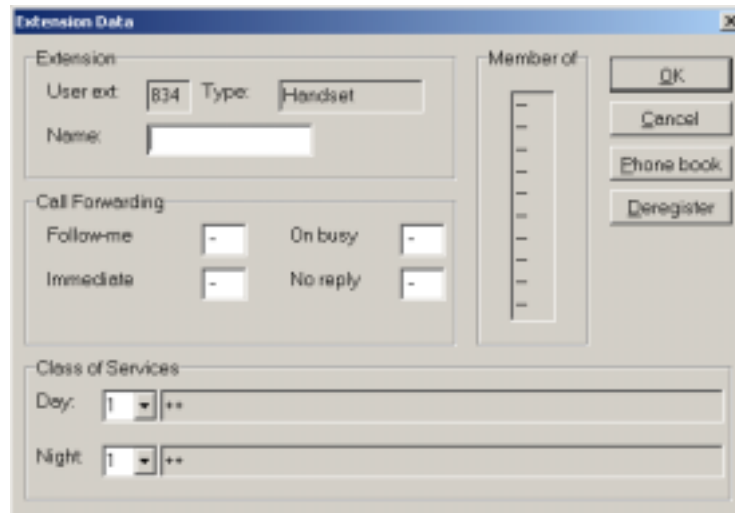 Extension Data
Extension
User ext: 834 Type: Handset
Name:
Call Forwarding
Follow-me - On busy -
Immediate - No reply -
Member of
-
-
-
-
-
-
-
-
-
-
OK
Cancel
Phone book
Deregister
Class of Services
Day: 1 ++
Night: 1 ++